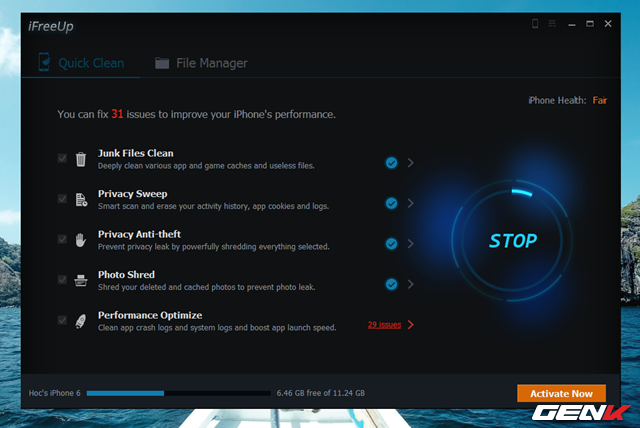 iFreeUp
Quick Clean
File Manager
iPhone Health: Fair
You can fix 31 issues to improve your iPhone's performance.
Junk Files Clean
Deeply clean various app and game caches and useless files.
Privacy Sweep
Smart scan and erase your activity history, app cookies and logs.
Privacy Anti-theft
Prevent privacy leak by powerfully shredding everything selected.
Photo Shred
Shred your deleted and cached photos to prevent photo leak.
Performance Optimize
Clean app crash logs and system logs and boost app launch speed.
29 issues
STOP
Hoc's iPhone 6
6.46 GB free of 11.24 GB
Activate Now
GENK